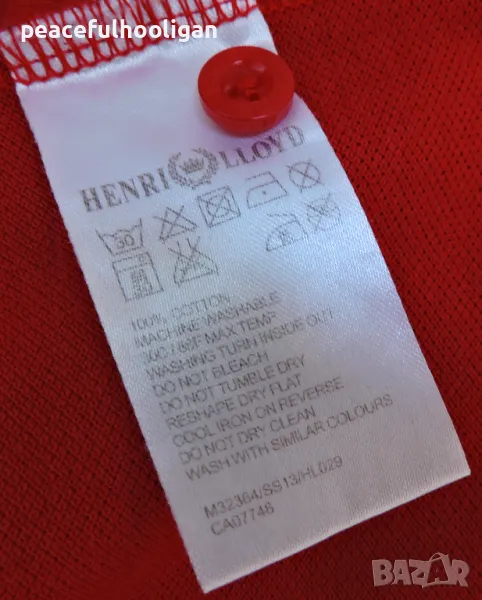 peacefulhooligan
HENRI LLOYD
30
100% COTTON
MACHINE WASHABLE
30C / 86F MAX TEMP
WASHING TURN INSIDE OUT
DO NOT BLEACH
DO NOT TUMBLE DRY
RESHAPE DRY FLAT
COOL IRON ON REVERSE
DO NOT DRY CLEAN
WASH WITH SIMILAR COLOURS
M32364/SS13/HL029
CA07748
BAZAR